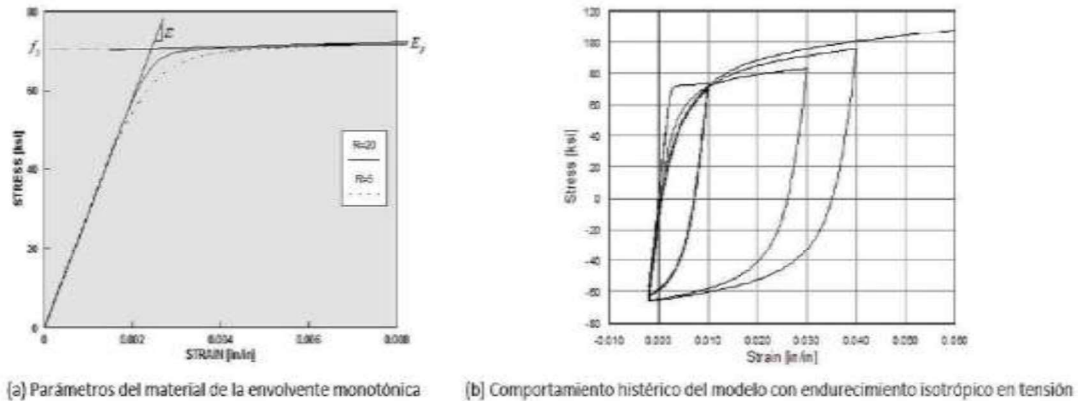 80
60
40
20
0
STRESS [ksi]
E
Ep
R=20
R=5
0
0.002
0.004
0.006
0.008
STRAIN [in/in]
(a) Parámetros del material de la envolvente monotónica
120
100
80
60
40
20
0
-20
-40
-60
-80
Stress [ksi]
-0.010
0.000
0.010
0.020
0.030
0.040
0.050
0.060
Strain [in/in]
(b) Comportamiento histérico del modelo con endurecimiento isotrópico en tensión